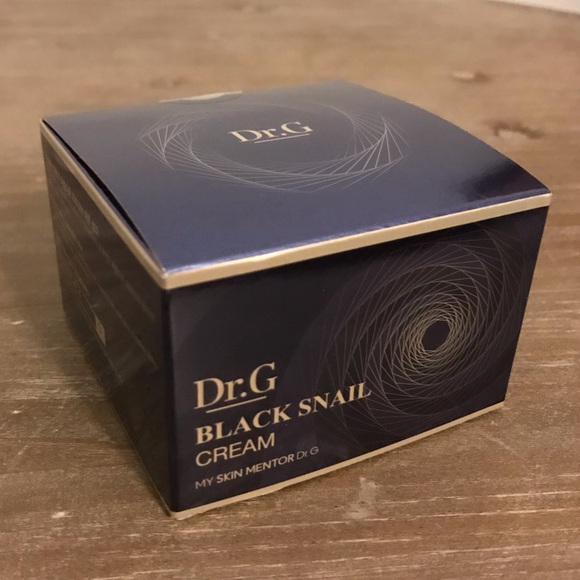 Dr.G
Dr.G
BLACK SNAIL
CREAM
MY SKIN MENTOR Dr.G